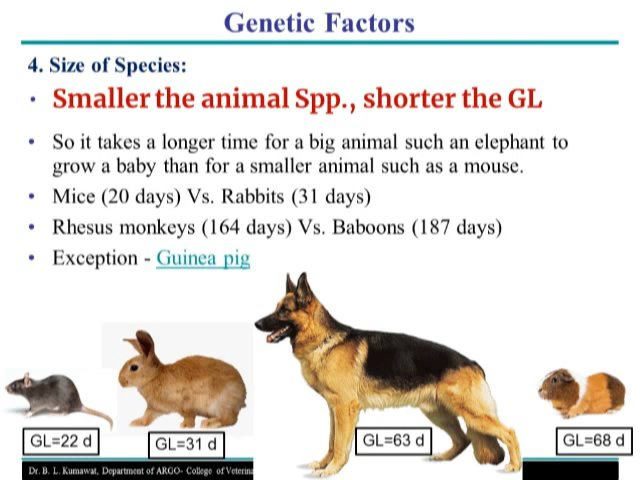 Genetic Factors
4. Size of Species:
• Smaller the animal Spp., shorter the GL
• So it takes a longer time for a big animal such an elephant to
grow a baby than for a smaller animal such as a mouse.
• Mice (20 days) Vs. Rabbits (31 days)
• Rhesus monkeys (164 days) Vs. Baboons (187 days)
• Exception - Guinea pig
GL=22 d
GL=31 d
GL=63 d
GL=68 d
Dr. B. L. Kumawat, Department of ARGO- College of Veterina